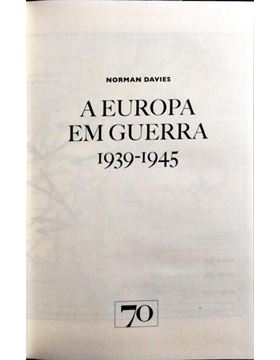 NORMAN DAVIES
A EUROPA
EM GUERRA
1939-1945
70